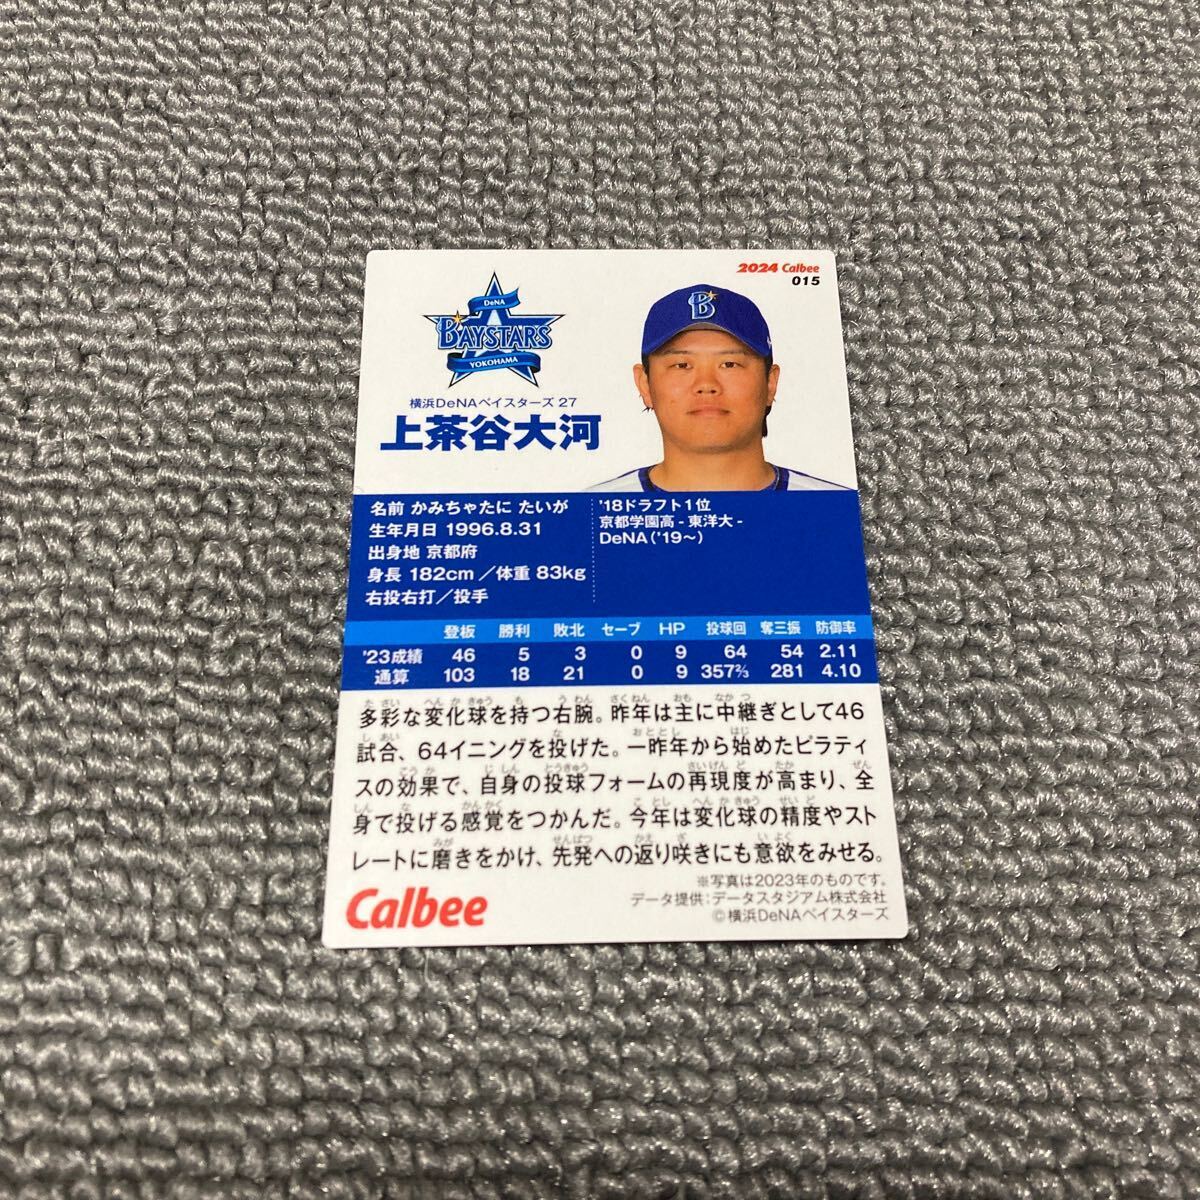 2024 Calbee
015
DeNA
BAYSTARS
YOKOHAMA
B
横浜DeNAベイスターズ 27
上茶谷大河
名前 かみちゃたに たいが
生年月日 1996.8.31
出身地 京都府
身長 182cm／体重 83kg
右投右打／投手
'18ドラフト1位
京都学園高 - 東洋大 -
DeNA('19～)
登板 勝利 敗北 セーブ HP 投球回 奪三振 防御率
'23成績 46 5 3 0 9 64 54 2.11
通算 103 18 21 0 9 357⅔ 281 4.10
多彩な変化球を持つ右腕。昨年は主に中継ぎとして46
試合、64イニングを投げた。一昨年から始めたピラティ
スの効果で、自身の投球フォームの再現度が高まり、全
身で投げる感覚をつかんだ。今年は変化球の精度やスト
レートに磨きをかけ、先発への返り咲きにも意欲をみせる。
※写真は2023年のものです。
データ提供：データスタジアム株式会社
©横浜DeNAベイスターズ
Calbee